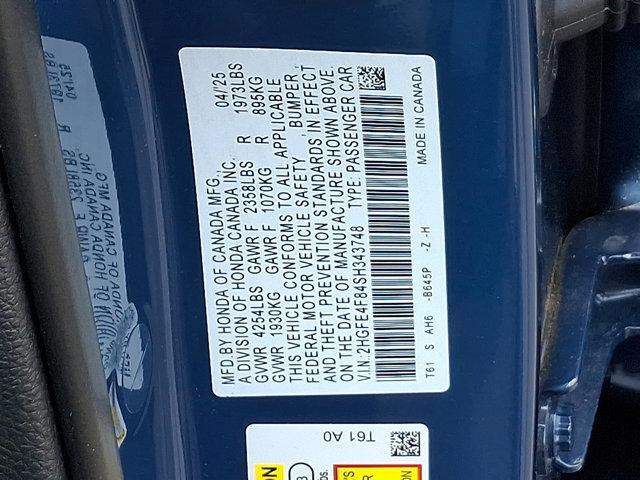 MFD.BY HONDA OF CANADA MFG., 04/25
A DIVISION OF HONDA CANADA INC.
GVWR 4254LBS GAWR F 2358LBS R 1973LBS
GVWR 1930KG GAWR F 1070KG R 895KG
THIS VEHICLE CONFORMS TO ALL APPLICABLE
FEDERAL MOTOR VEHICLE SAFETY , BUMPER,
AND THEFT PREVENTION STANDARDS IN EFFECT
ON THE DATE OF MANUFACTURE SHOWN ABOVE.
V.I.N.:2HGFE4F84SH343748 TYPE: PASSENGER CAR
T61 S AH6 -B645P -Z -H MADE IN CANADA
T61 A0